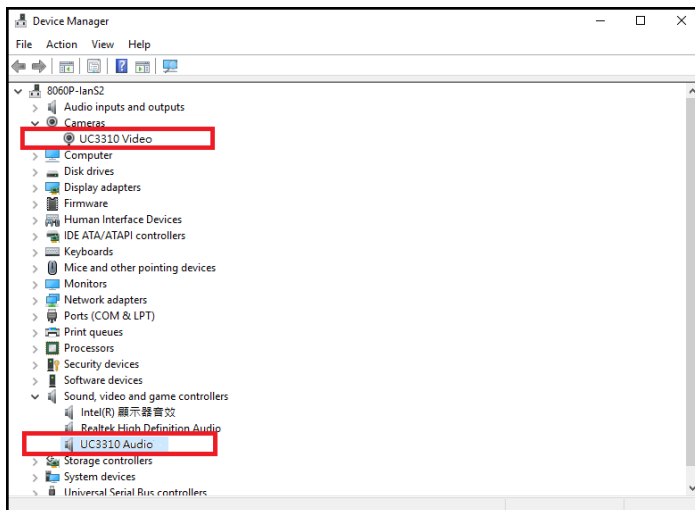 Device Manager
File Action View Help
8060P-IanS2
Audio inputs and outputs
Cameras
UC3310 Video
Computer
Disk drives
Display adapters
Firmware
Human Interface Devices
IDE ATA/ATAPI controllers
Keyboards
Mice and other pointing devices
Monitors
Network adapters
Ports (COM & LPT)
Print queues
Processors
Security devices
Software devices
Sound, video and game controllers
Intel(R) 顯示器音效
Realtek High Definition Audio
UC3310 Audio
Storage controllers
System devices
Universal Serial Bus controllers